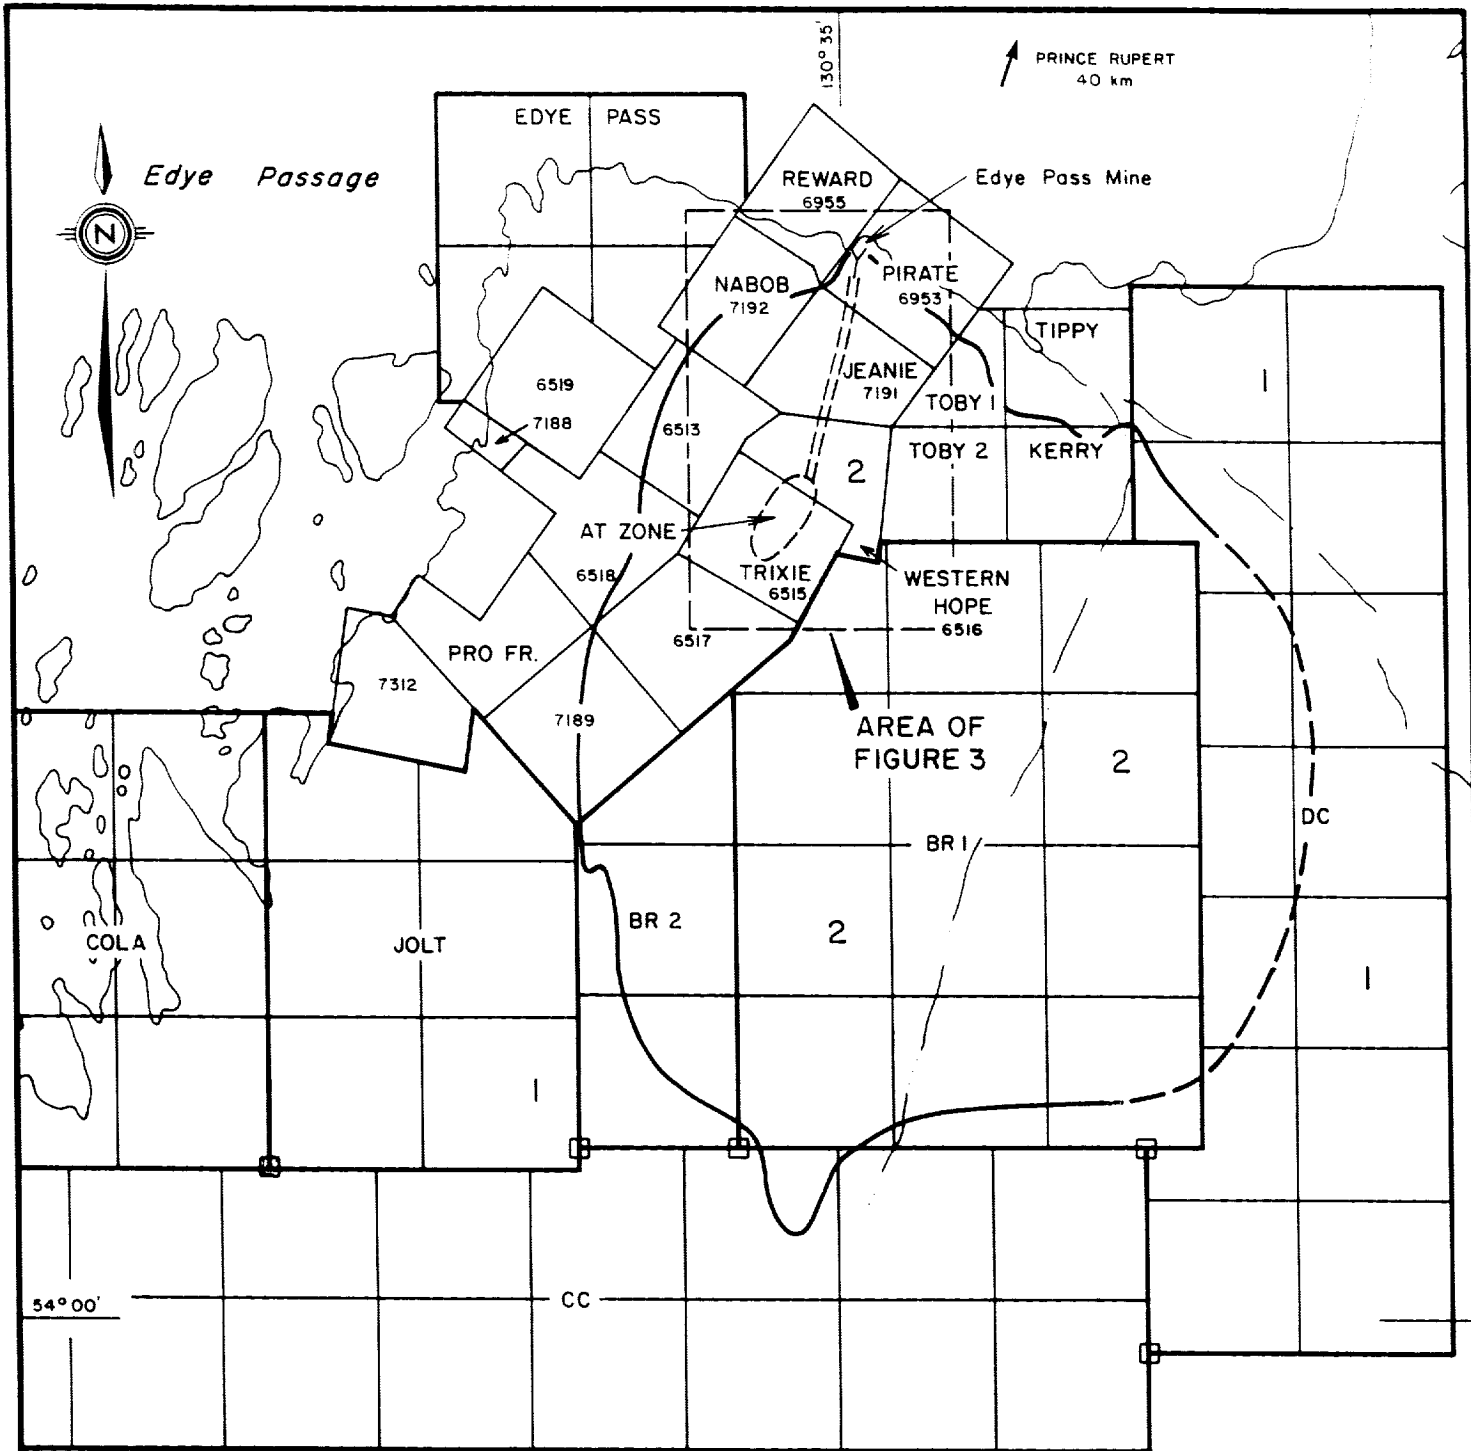 130° 35'
PRINCE RUPERT
40 km
EDYE PASS
Edye Passage
N
REWARD
6955
Edye Pass Mine
NABOB
7192
PIRATE
6953
TIPPY
1
6519
7188
JEANIE
7191
TOBY 1
6513
TOBY 2
KERRY
2
AT ZONE
6518
TRIXIE
6515
WESTERN
HOPE
6516
6517
PRO FR.
7312
7189
AREA OF
FIGURE 3
2
DC
BR 1
BR 2
2
COLA
JOLT
1
1
54° 00'
CC